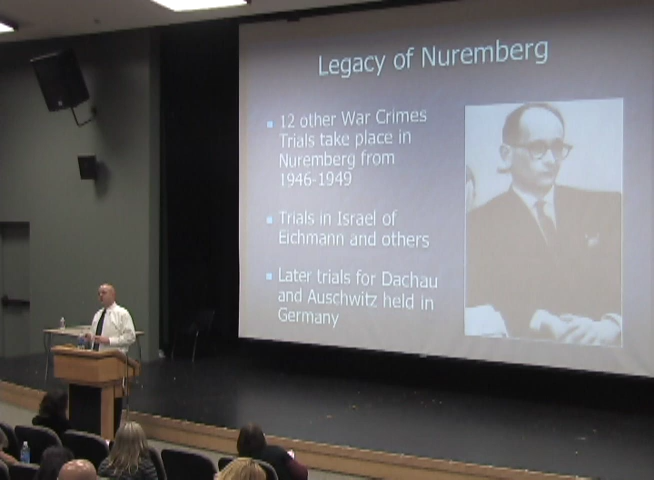 Legacy of Nuremberg
12 other War Crimes
Trials take place in
Nuremberg from
1946-1949
Trials in Israel of
Eichmann and others
Later trials for Dachau
and Auschwitz held in
Germany